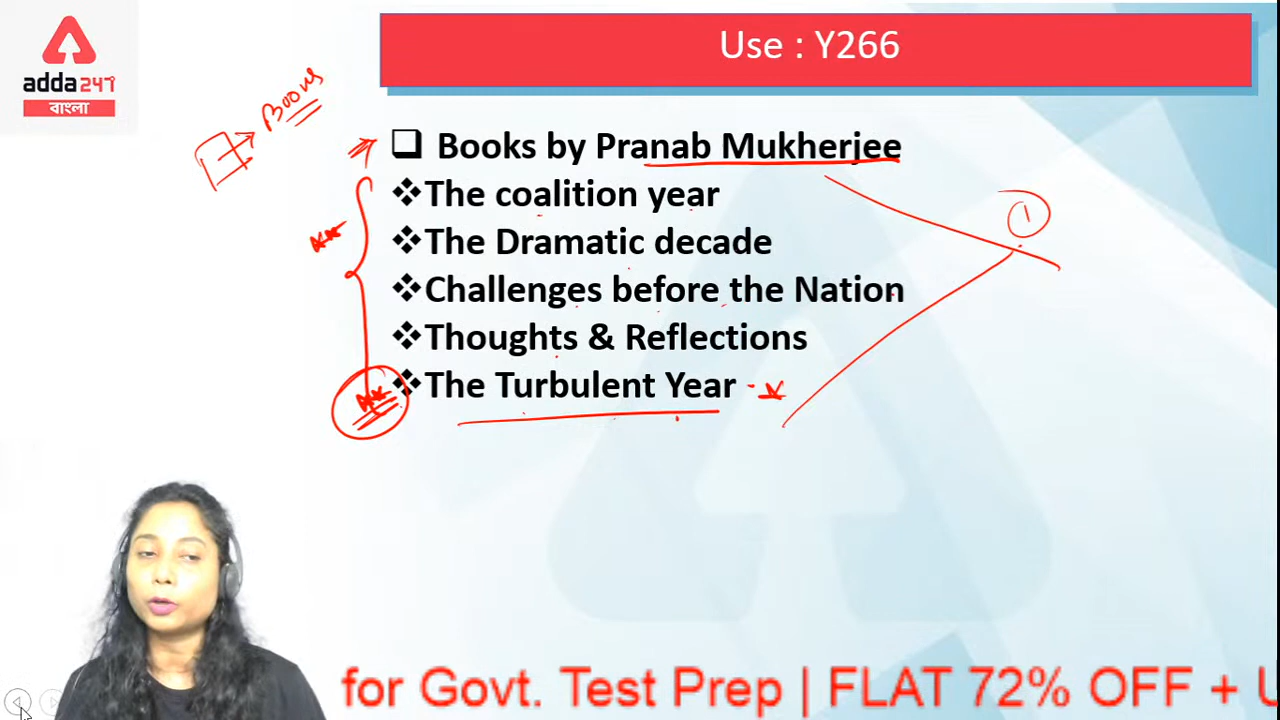 adda247
বাংলা
Use : Y266
Books
Books by Pranab Mukherjee
The coalition year
The Dramatic decade
Challenges before the Nation
Thoughts & Reflections
The Turbulent Year
1
for Govt. Test Prep | FLAT 72% OFF + U